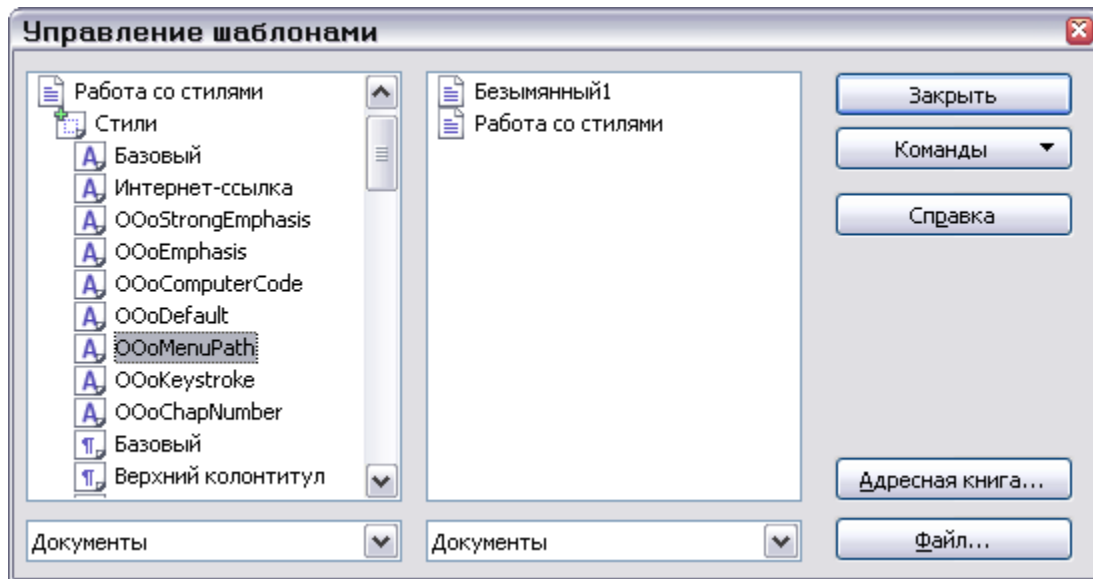 Управление шаблонами
Работа со стилями
Стили
Базовый
Интернет-ссылка
OOoStrongEmphasis
OOoEmphasis
OOoComputerCode
OOoDefault
OOoMenuPath
OOoKeystroke
OOoChapNumber
Базовый
Верхний колонтитул
Документы
Безымянный1
Работа со стилями
Документы
Закрыть
Команды
Справка
Адресная книга...
Файл...